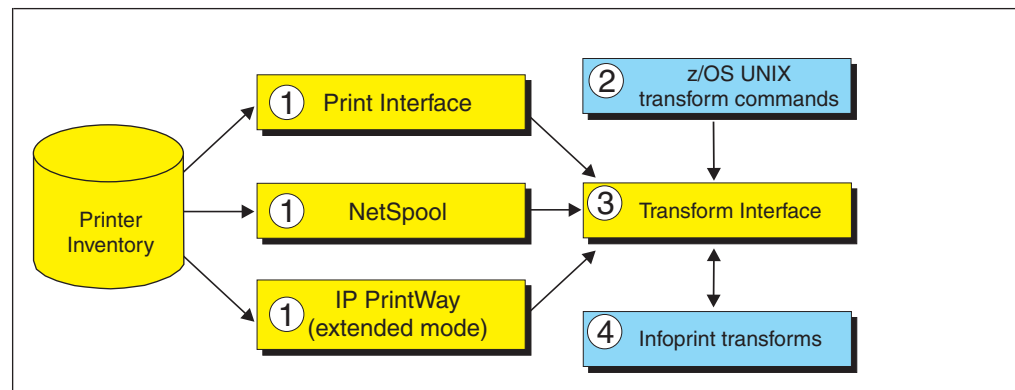 Printer
Inventory
1 Print Interface
1 NetSpool
1 IP PrintWay
(extended mode)
2 z/OS UNIX
transform commands
3 Transform Interface
4 Infoprint transforms